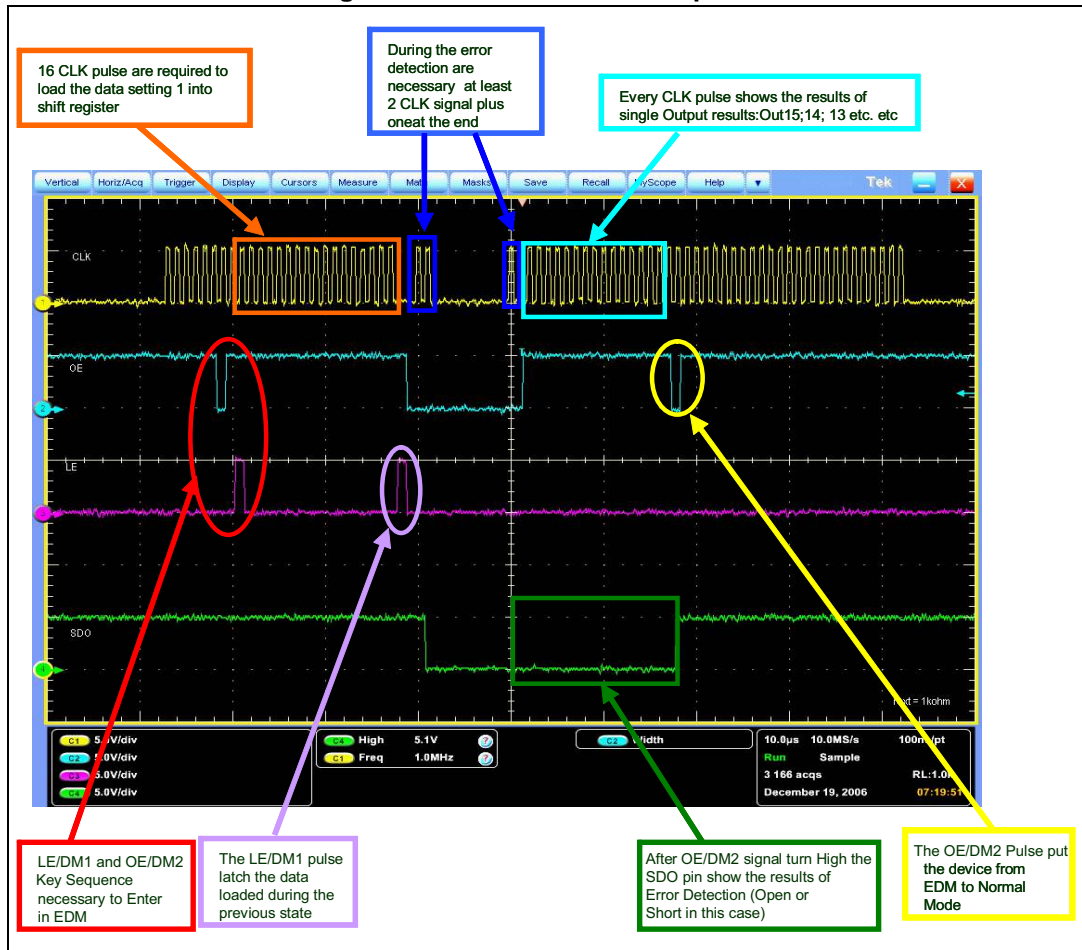 16 CLK pulse are required to
load the data setting 1 into
shift register
During the error
detection are
necessary at least
2 CLK signal plus
oneat the end
Every CLK pulse shows the results of
single Output results:Out15;14; 13 etc. etc
Vertical Horiz/Acq Trigger Display Cursors Measure Masks Save Recall Help Tek X
CLK
1
OE
2
LE
3
SDO
4
= 1kohm
C1
C2
C3 5.0V/div
C4 5.0V/div
C4 High 5.1V ?
C1 Freq 1.0MHz ?
C2
10.0µs 10.0MS/s
Run Sample
3 166 acqs
December 19, 2006 07:19:51
LE/DM1 and OE/DM2
Key Sequence
necessary to Enter
in EDM
The LE/DM1 pulse
latch the data
loaded during the
previous state
After OE/DM2 signal turn High the
SDO pin show the results of
Error Detection (Open or
Short in this case)
The OE/DM2 Pulse put
the device from
EDM to Normal
Mode